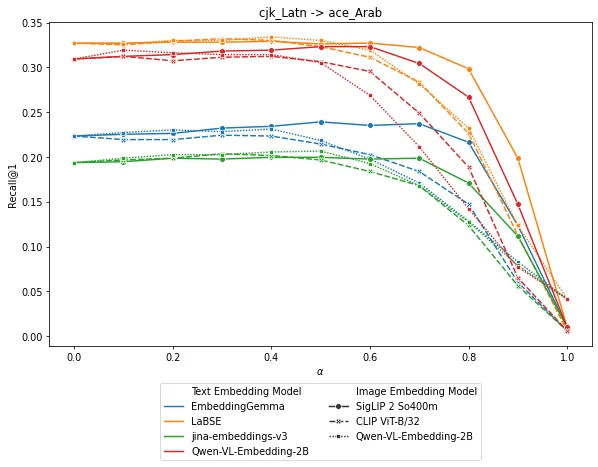 cjk_Latn -> ace_Arab
Recall@1
0.35
0.30
0.25
0.20
0.15
0.10
0.05
0.00
0.0 0.2 0.4 0.6 0.8 1.0
α
Text Embedding Model
EmbeddingGemma
LaBSE
jina-embeddings-v3
Qwen-VL-Embedding-2B
Image Embedding Model
SigLIP 2 So400m
CLIP ViT-B/32
Qwen-VL-Embedding-2B